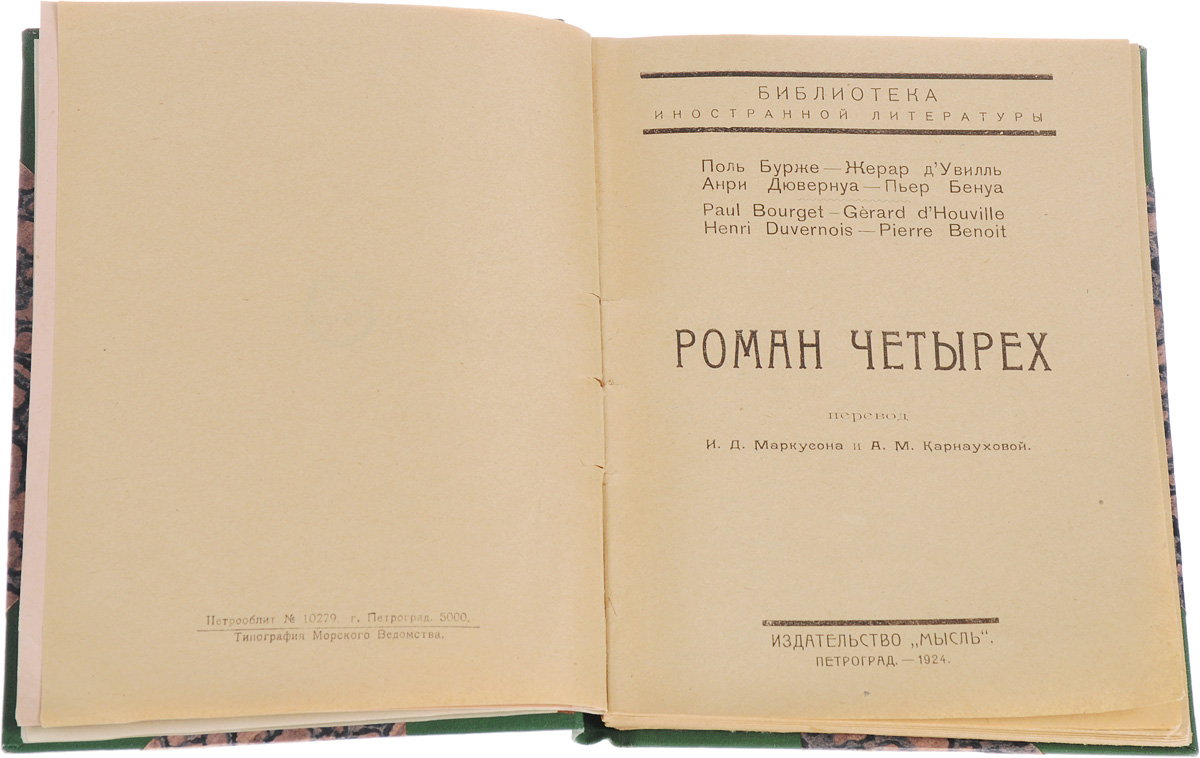 Петрооблит № 10279. г. Петроград. 5000.
Типография Морского Ведомства.
БИБЛИОТЕКА
ИНОСТРАННОЙ ЛИТЕРАТУРЫ
Поль Бурже — Жерар д'Увилль
Анри Дювернуа — Пьер Бенуа
Paul Bourget — Gèrard d'Houville
Henri Duvernois — Pierre Benoit
РОМАН ЧЕТЫРЕХ
перевод
И. Д. Маркусона и А. М. Карнауховой.
ИЗДАТЕЛЬСТВО „МЫСЛЬ“.
ПЕТРОГРАД. — 1924.